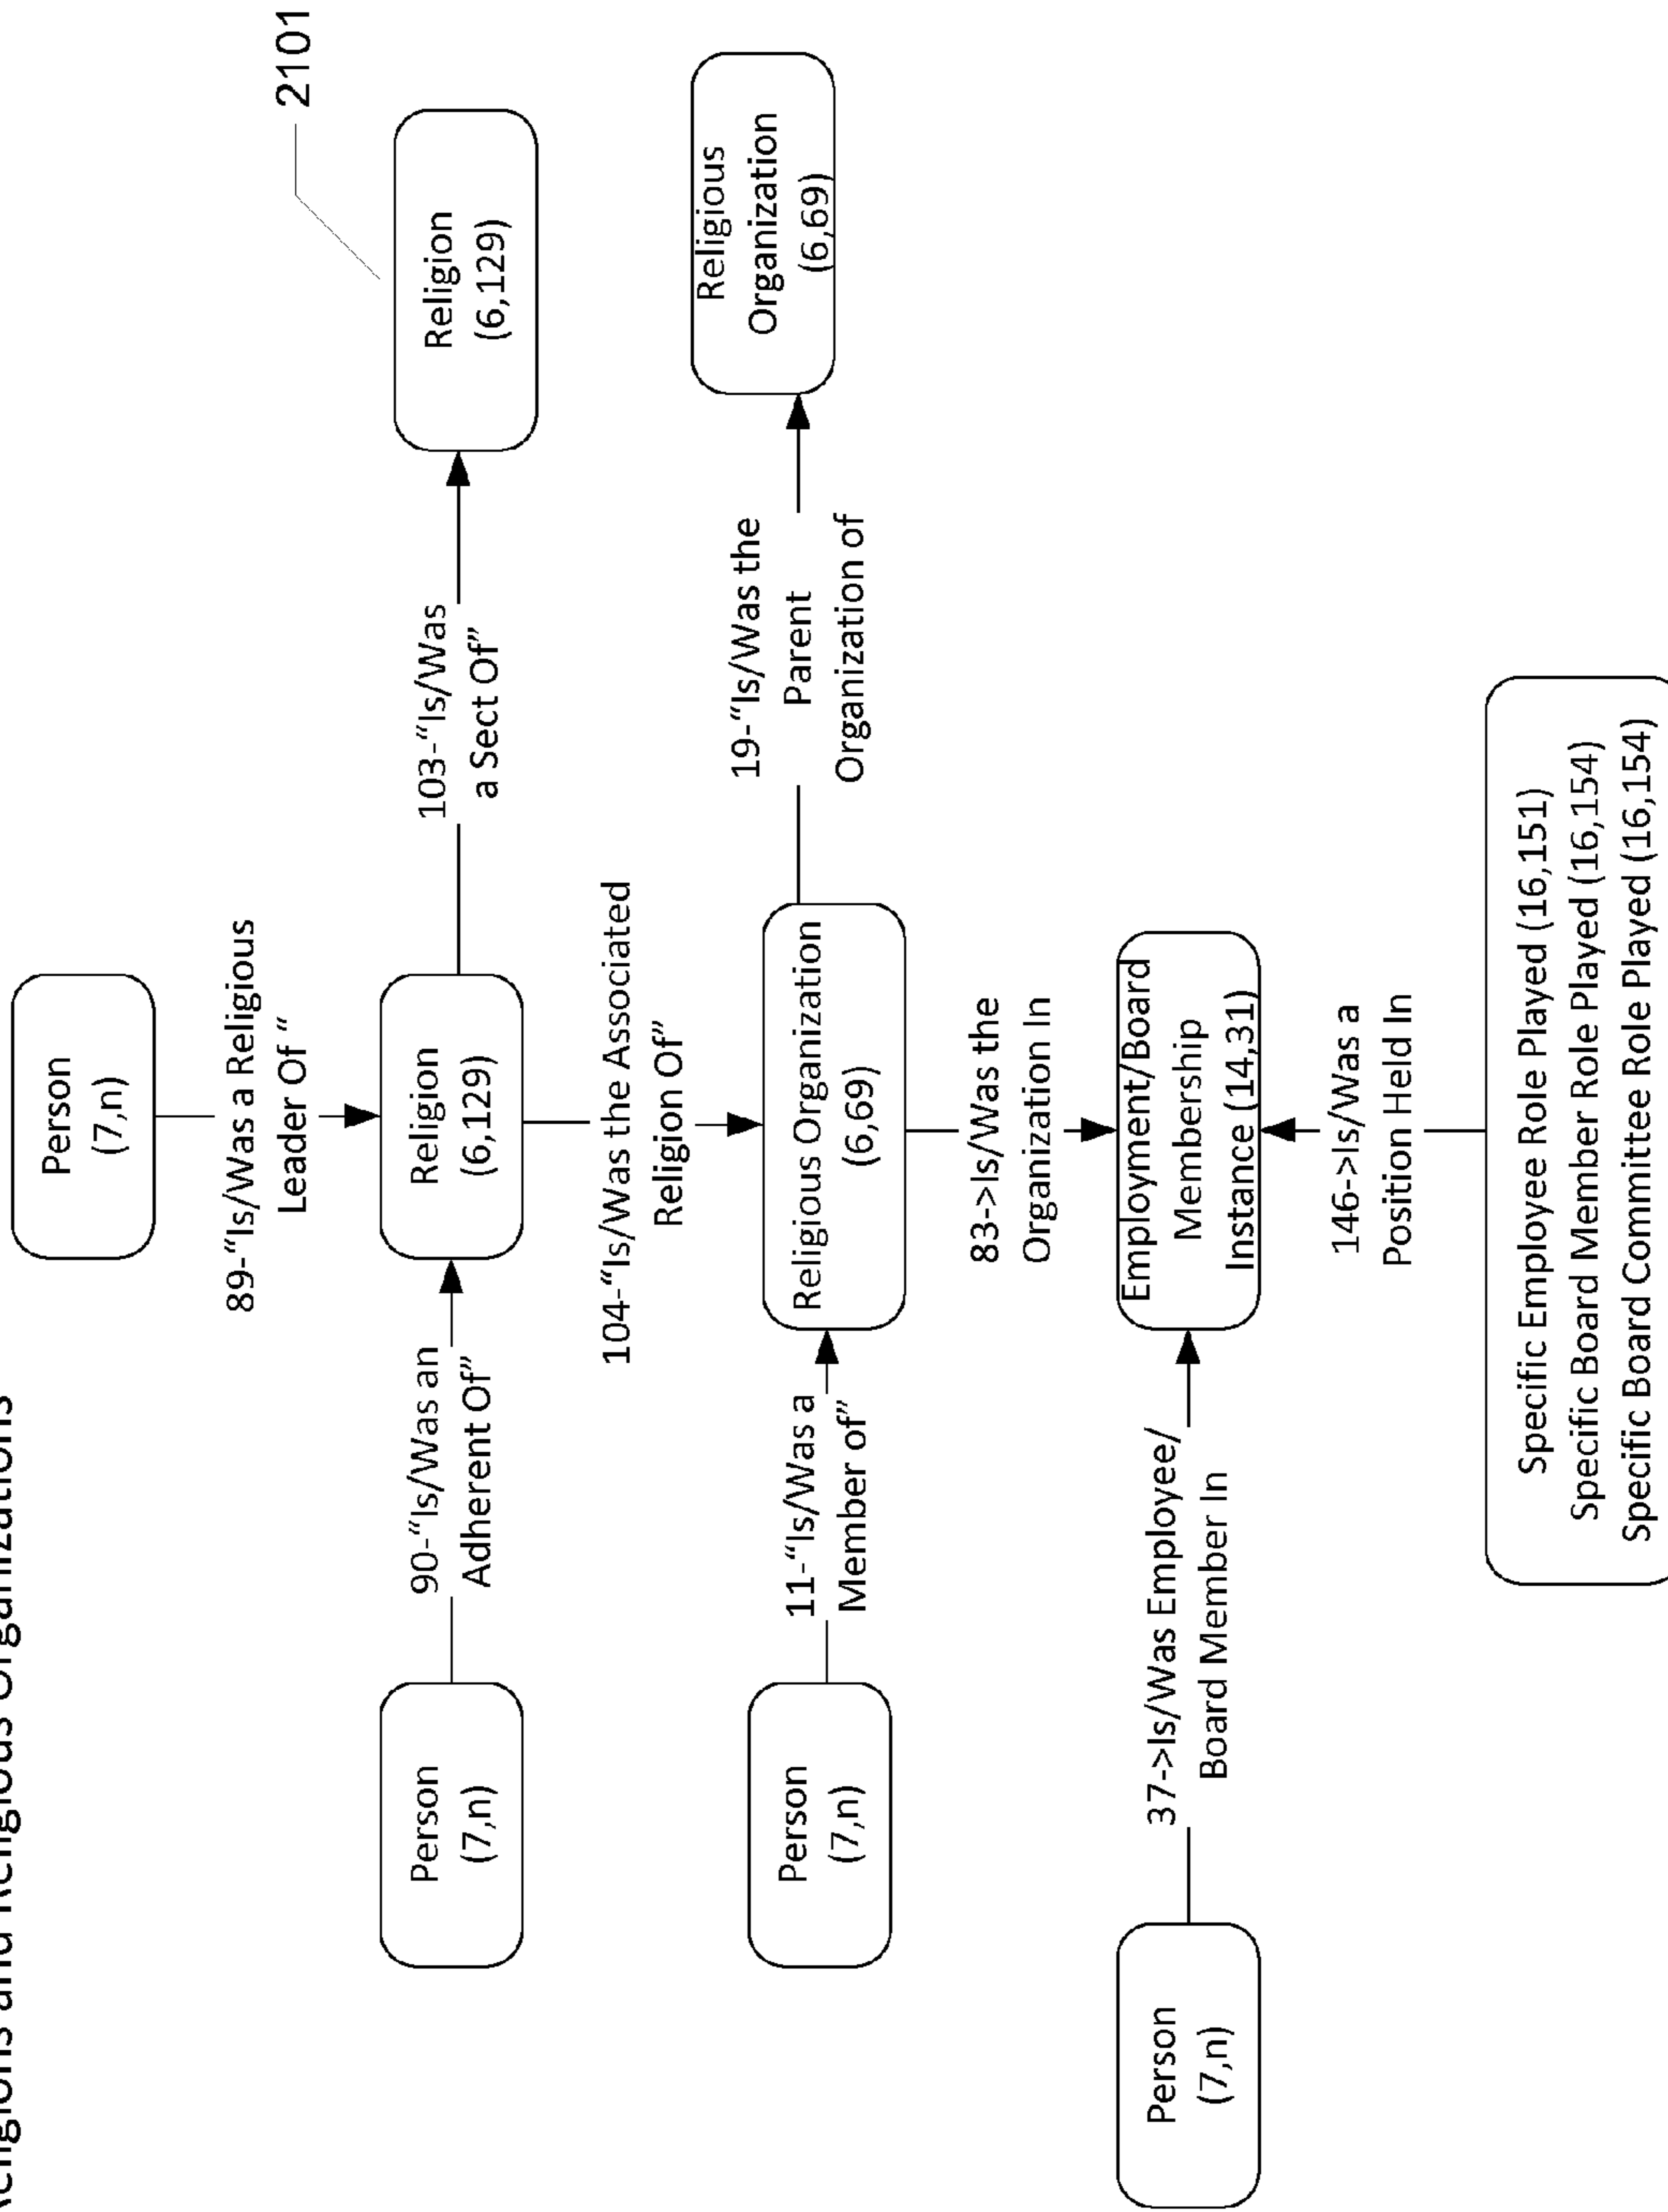 Religions and Religious Organizations
Person
(7,n)
89-“Is/Was a Religious
Leader Of “
2101
Person
(7,n)
90-“Is/Was an
Adherent Of”
Religion
(6,129)
103-“Is/Was
a Sect Of”
Religion
(6,129)
104-“Is/Was the Associated
Religion Of”
Person
(7,n)
11-“Is/Was a
Member of”
Religious Organization
(6,69)
19-“Is/Was the
Parent
Organization of
Religious
Organization
(6,69)
83->Is/Was the
Organization In
Person
(7,n)
37->Is/Was Employee/
Board Member In
Employment/Board
Membership
Instance (14,31)
146->Is/Was a
Position Held In
Specific Employee Role Played (16,151)
Specific Board Member Role Played (16,154)
Specific Board Committee Role Played (16,154)